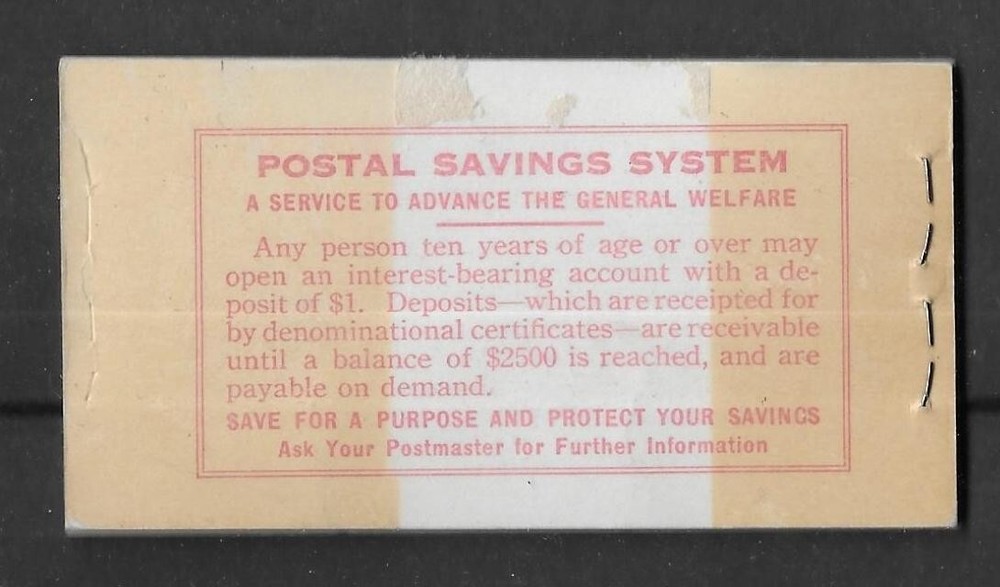 POSTAL SAVINGS SYSTEM
A SERVICE TO ADVANCE THE GENERAL WELFARE
Any person ten years of age or over may
open an interest-bearing account with a de-
posit of $1. Deposits—which are receipted for
by denominational certificates—are receivable
until a balance of $2500 is reached, and are
payable on demand.
SAVE FOR A PURPOSE AND PROTECT YOUR SAVINGS
Ask Your Postmaster for Further Information